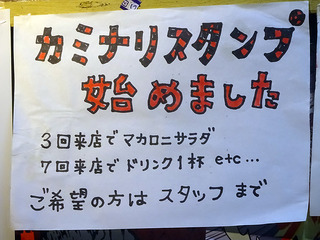 カミナリスタンプ
始めました
3回来店でマカロニサラダ
7回来店でドリンク1杯 etc...
ご希望の方は スタッフ まで